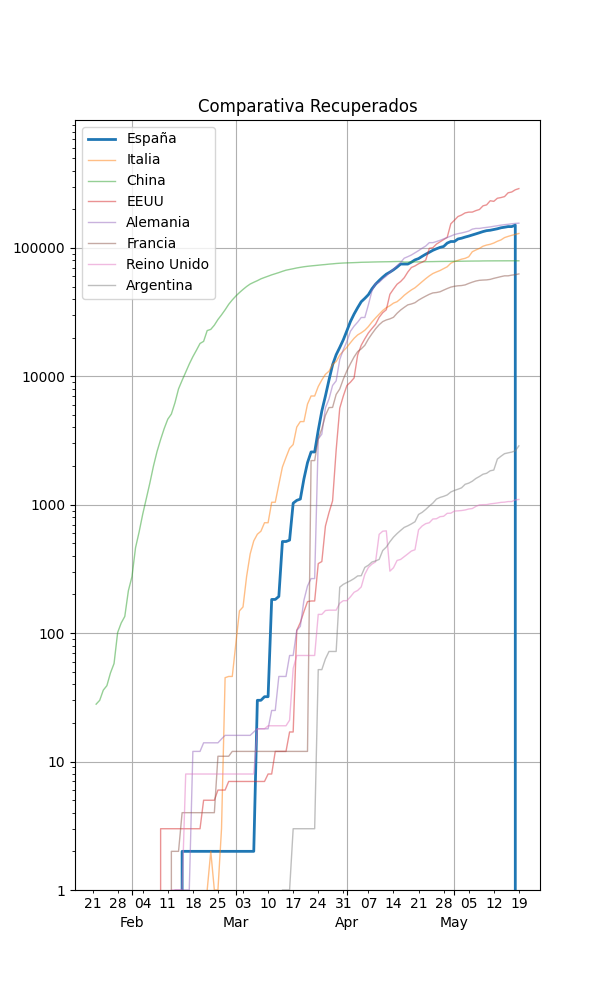 Comparativa Recuperados
España
Italia
China
EEUU
Alemania
Francia
Reino Unido
Argentina
100000
10000
1000
100
10
1
21 28 04 11 18 25 03 10 17 24 31 07 14 21 28 05 12 19
Feb Mar Apr May